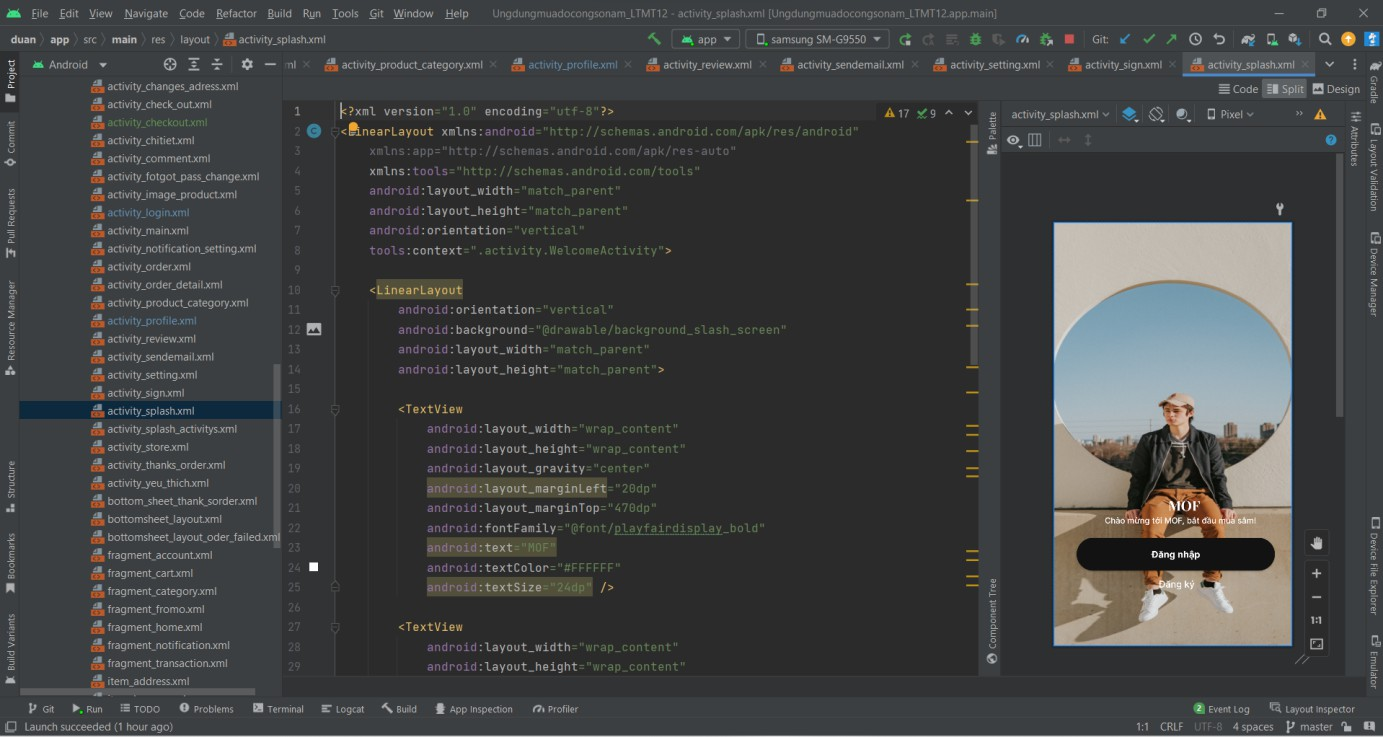 File Edit View Navigate Code Refactor Build Run Tools Git Window Help Ungdungmuadocongsonam_LTMT12 - activity_splash.xml [Ungdungmuadocongsonam_LTMT12.app.main]
duan app src main res layout activity_splash.xml app samsung SM-G9550 Git:
Project Android ml activity_product_category.xml activity_profile.xml activity_review.xml activity_sendemail.xml activity_setting.xml activity_sign.xml activity_splash.xml
Code Split Design
activity_changes_adress.xml
activity_check_out.xml
activity_checkout.xml
activity_chitiet.xml
activity_comment.xml
activity_fotgot_pass_change.xml
activity_image_product.xml
activity_login.xml
activity_main.xml
activity_notification_setting.xml
activity_order.xml
activity_order_detail.xml
activity_product_category.xml
activity_profile.xml
activity_review.xml
activity_sendemail.xml
activity_setting.xml
activity_sign.xml
activity_splash.xml
activity_splash_activitys.xml
activity_store.xml
activity_thanks_order.xml
activity_yeu_thich.xml
bottom_sheet_thank_sorder.xml
bottomsheet_layout.xml
bottomsheet_layout_oder_failed.xml
fragment_account.xml
fragment_cart.xml
fragment_category.xml
fragment_fromo.xml
fragment_home.xml
fragment_notification.xml
fragment_transaction.xml
item_address.xml
Commit
Pull Requests
Resource Manager
Structure
Bookmarks
Build Variants
1 <?xml version="1.0" encoding="utf-8"?> 17 9
2 <LinearLayout xmlns:android="http://schemas.android.com/apk/res/android"
3 xmlns:app="http://schemas.android.com/apk/res-auto"
4 xmlns:tools="http://schemas.android.com/tools"
5 android:layout_width="match_parent"
6 android:layout_height="match_parent"
7 android:orientation="vertical"
8 tools:context=".activity.WelcomeActivity">
9
10 <LinearLayout
11 android:orientation="vertical"
12 android:background="@drawable/background_slash_screen"
13 android:layout_width="match_parent"
14 android:layout_height="match_parent">
15
16 <TextView
17 android:layout_width="wrap_content"
18 android:layout_height="wrap_content"
19 android:layout_gravity="center"
20 android:layout_marginLeft="20dp"
21 android:layout_marginTop="470dp"
22 android:fontFamily="@font/playfairdisplay_bold"
23 android:text="MOF"
24 android:textColor="#FFFFFF"
25 android:textSize="24dp" />
26
27 <TextView
28 android:layout_width="wrap_content"
29 android:layout_height="wrap_content"
Palette
Component Tree
activity_splash.xml Pixel
MOF
Chào mừng tới MOF, bắt đầu mua sắm!
Đăng nhập
Đăng ký
1:1
Attributes
Gradle
Layout Validation
Device Manager
Device File Explorer
Emulator
Git Run TODO Problems Terminal Logcat Build App Inspection Profiler 2 Event Log Layout Inspector
Launch succeeded (1 hour ago) 1:1 CRLF UTF-8 4 spaces master